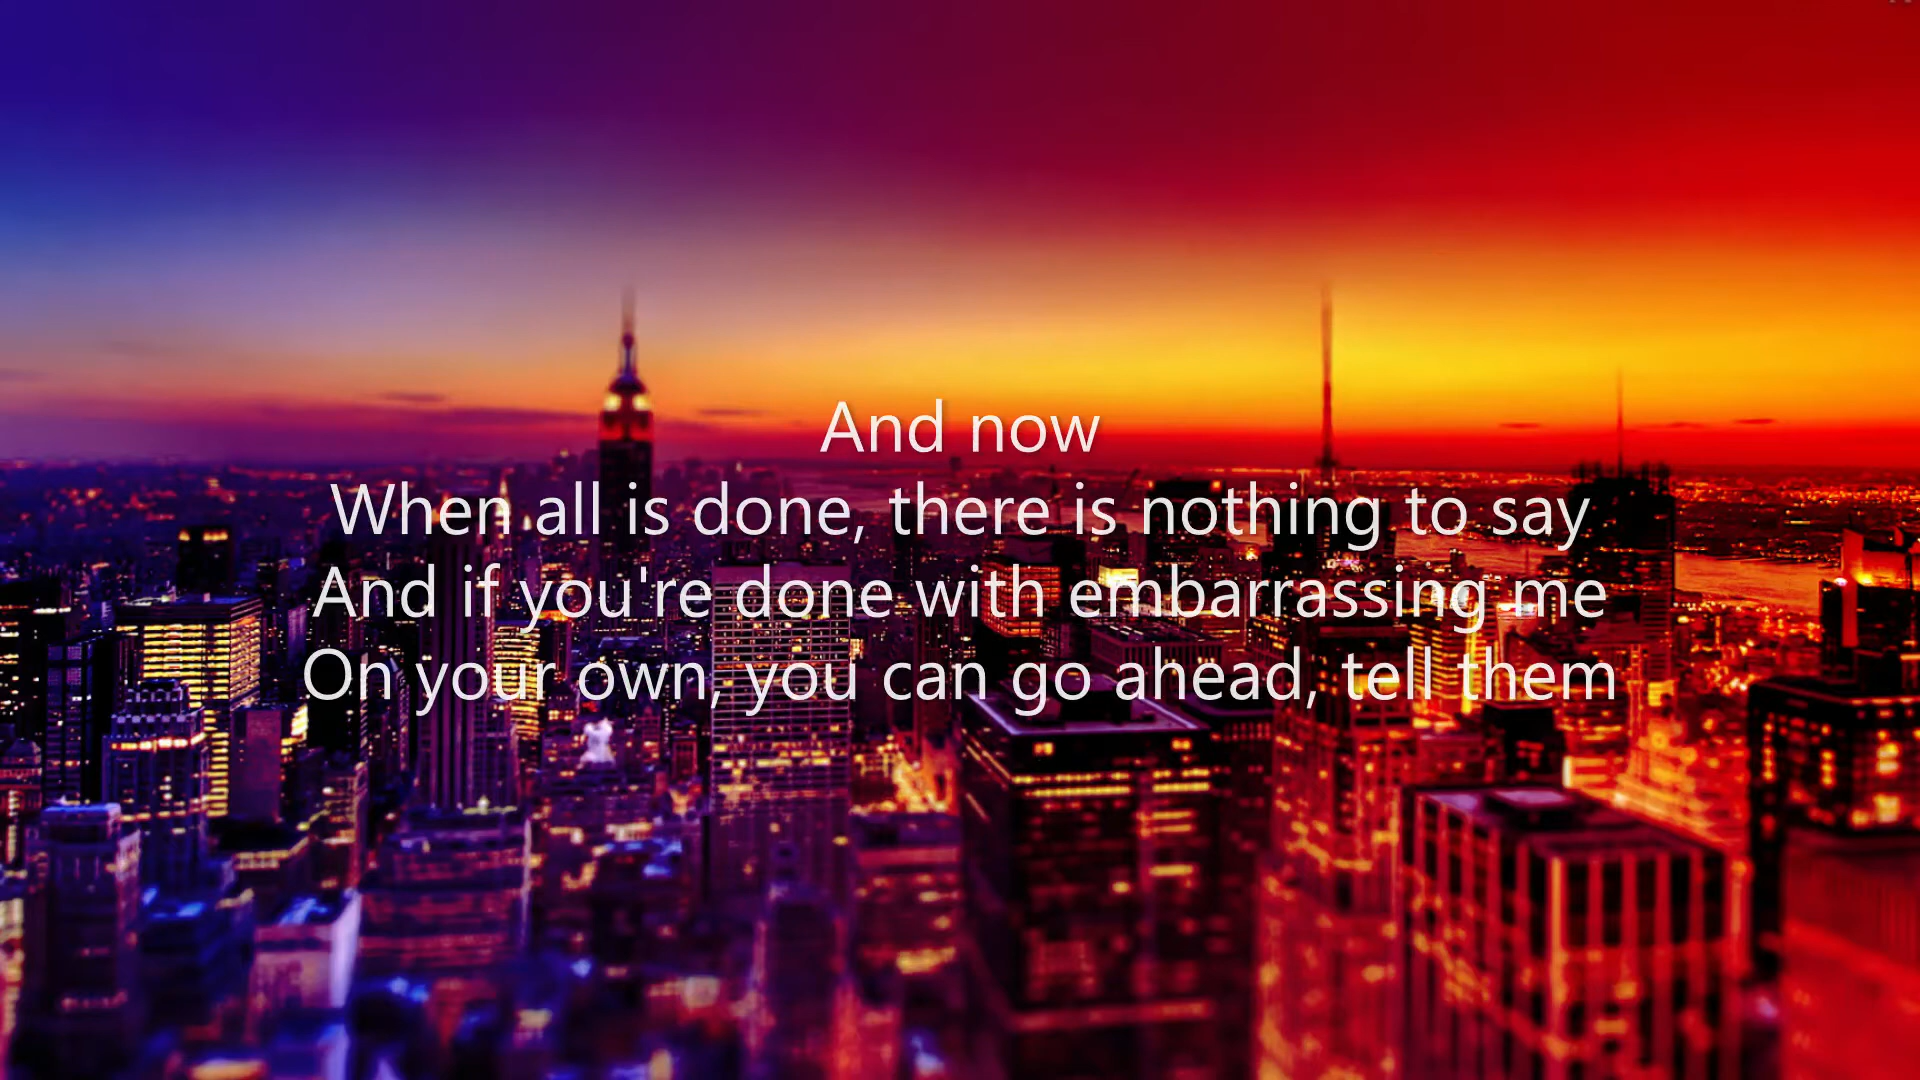 And now
When all is done, there is nothing to say
And if you're done with embarrassing me
On your own, you can go ahead, tell them